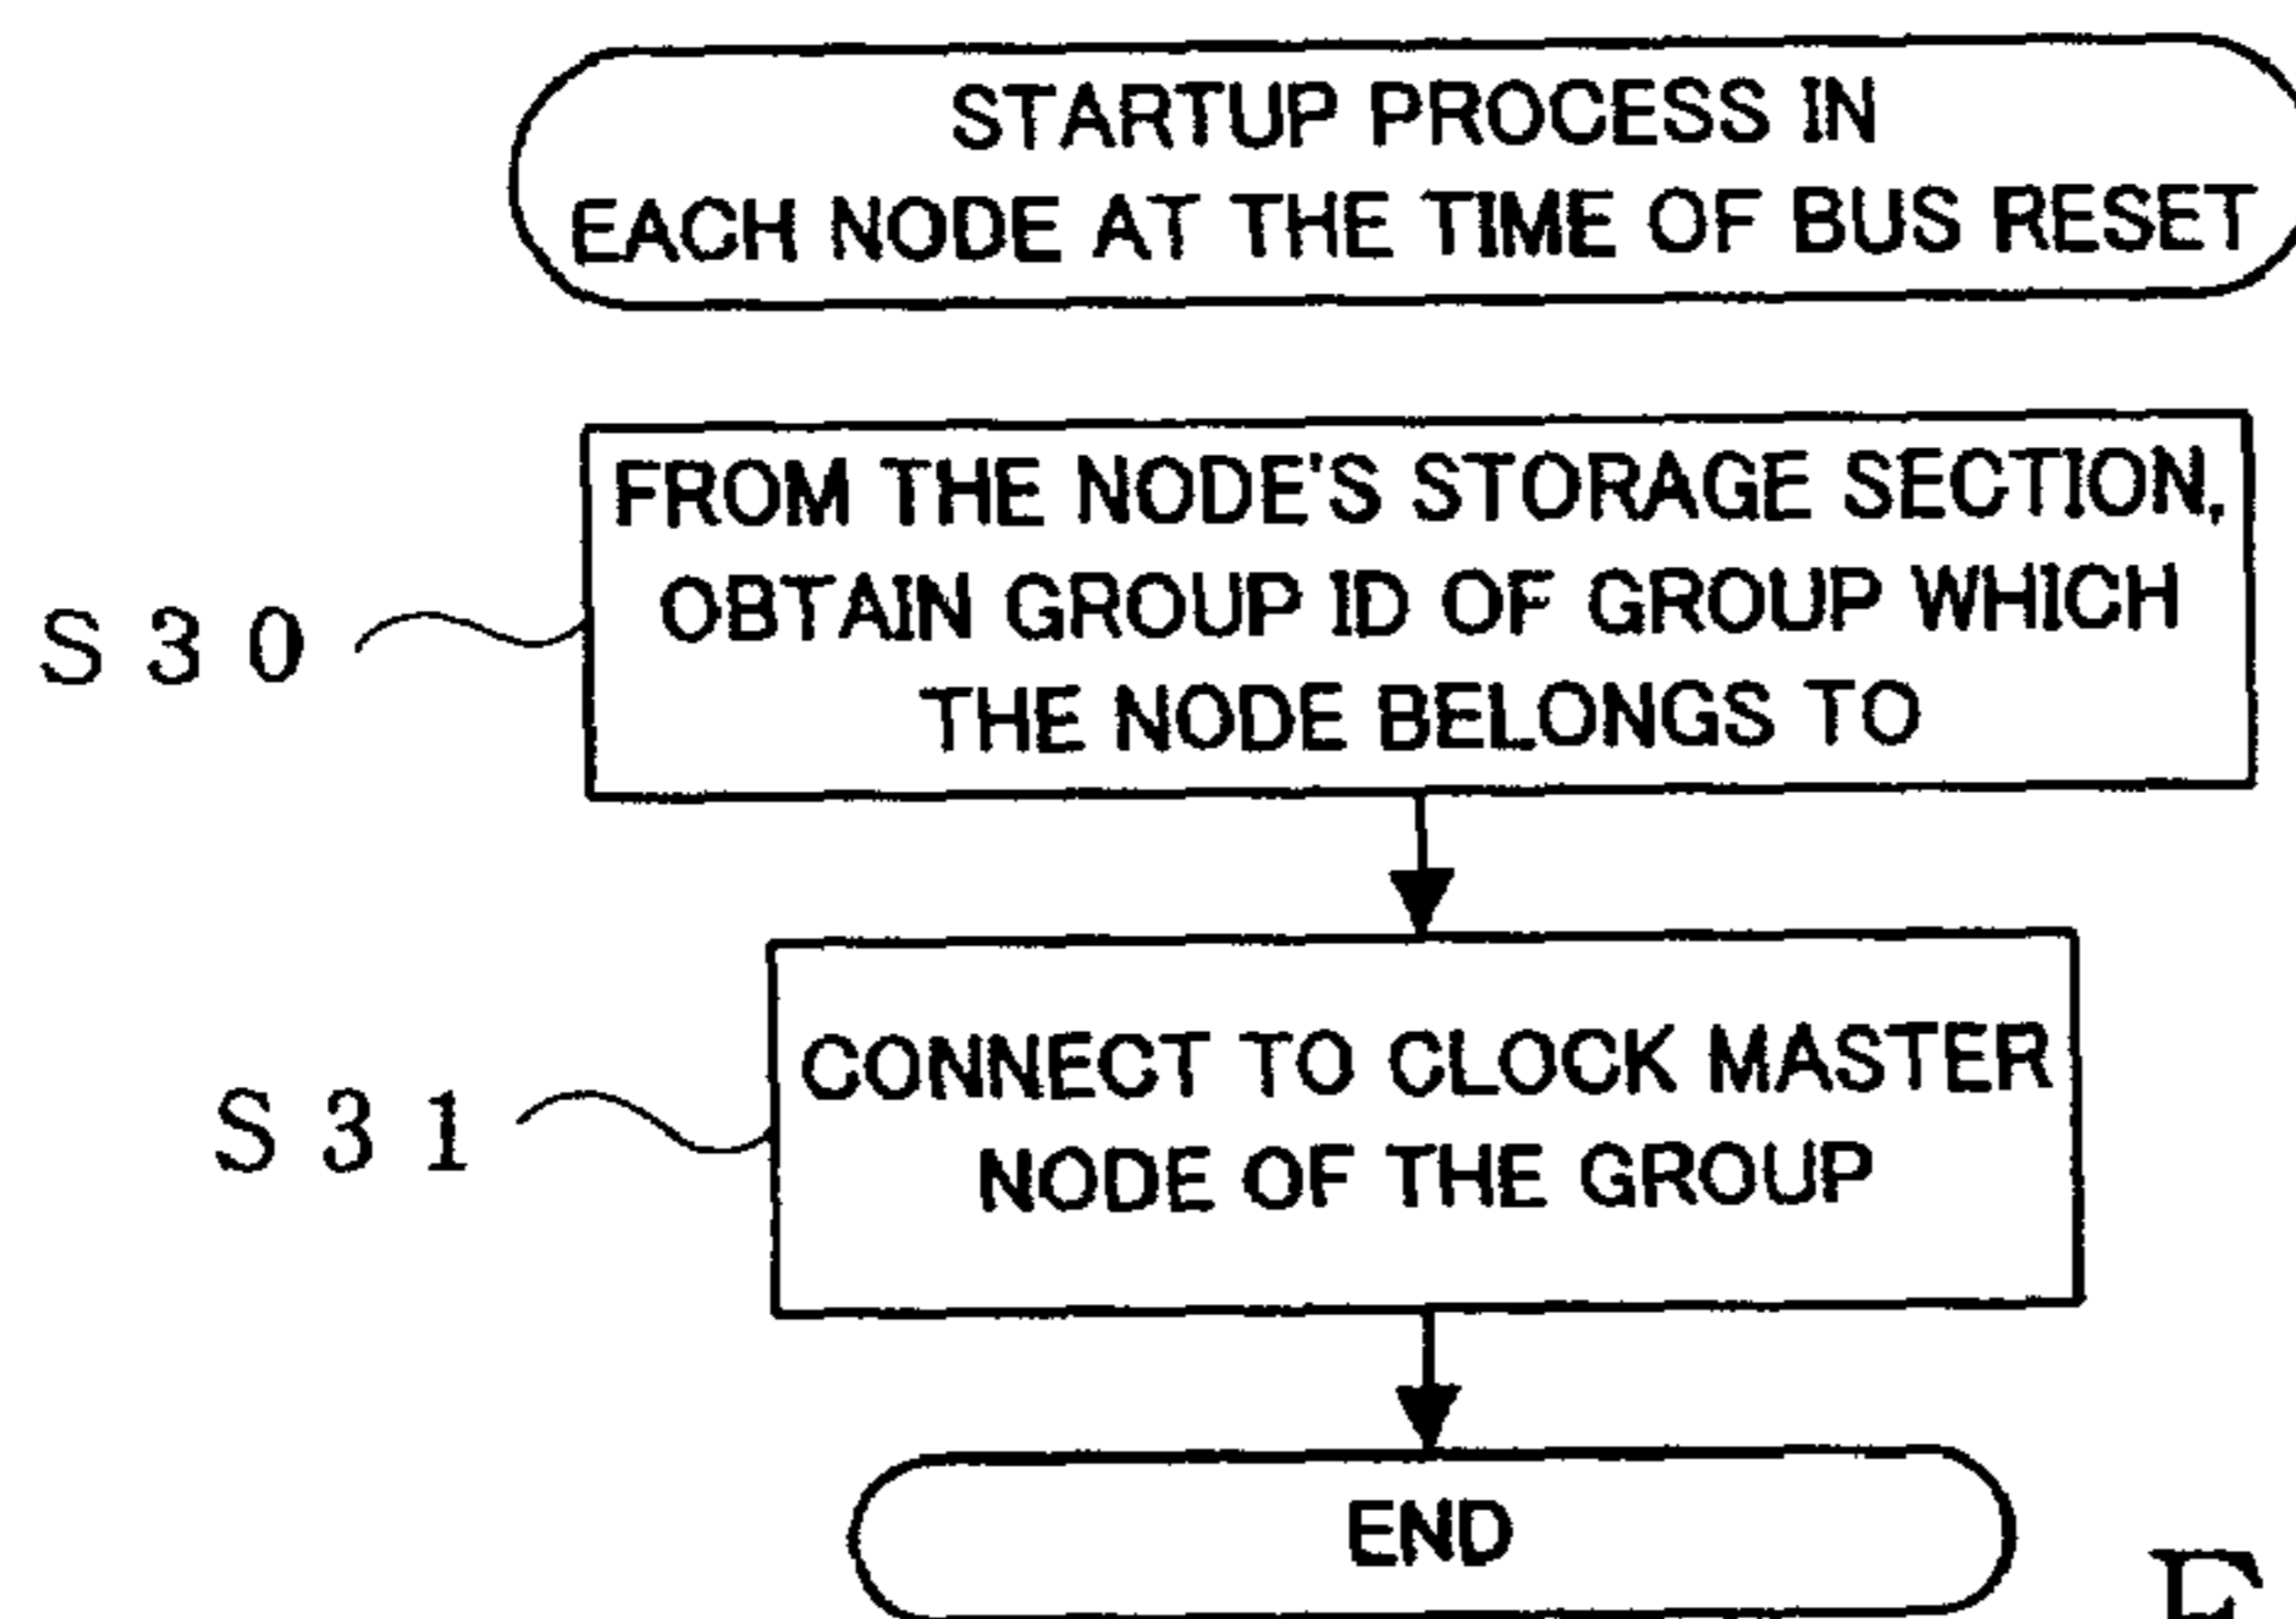 STARTUP PROCESS IN
EACH NODE AT THE TIME OF BUS RESET
FROM THE NODE'S STORAGE SECTION,
OBTAIN GROUP ID OF GROUP WHICH
THE NODE BELONGS TO
S30
CONNECT TO CLOCK MASTER
NODE OF THE GROUP
S31
END